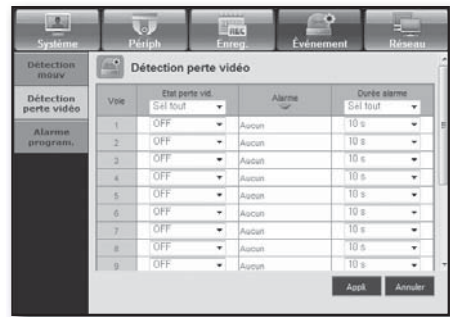 Système Périph Enreg. Événement Réseau
Détection mouv
Détection perte vidéo
Alarme program.
Détection perte vidéo
Voie Etat perte vid. Alarme Durée alarme
Sél tout Sél tout
1 OFF Aucun 10 s
2 OFF Aucun 10 s
3 OFF Aucun 10 s
4 OFF Aucun 10 s
5 OFF Aucun 10 s
6 OFF Aucun 10 s
7 OFF Aucun 10 s
8 OFF Aucun 10 s
9 OFF Aucun 10 s
Appli. Annuler